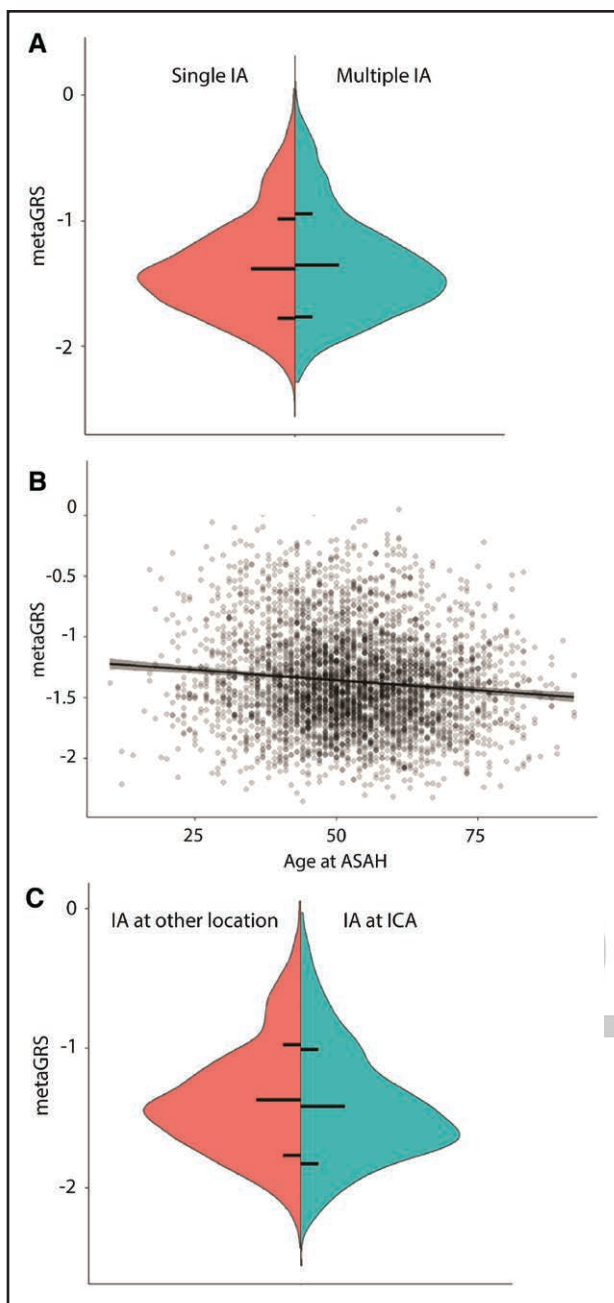 A
Single IA Multiple IA
0
-1
-2
metaGRS
B
0
-0.5
-1
-1.5
-2
metaGRS
25 50 75
Age at ASAH
C
IA at other location IA at ICA
0
-1
-2
metaGRS